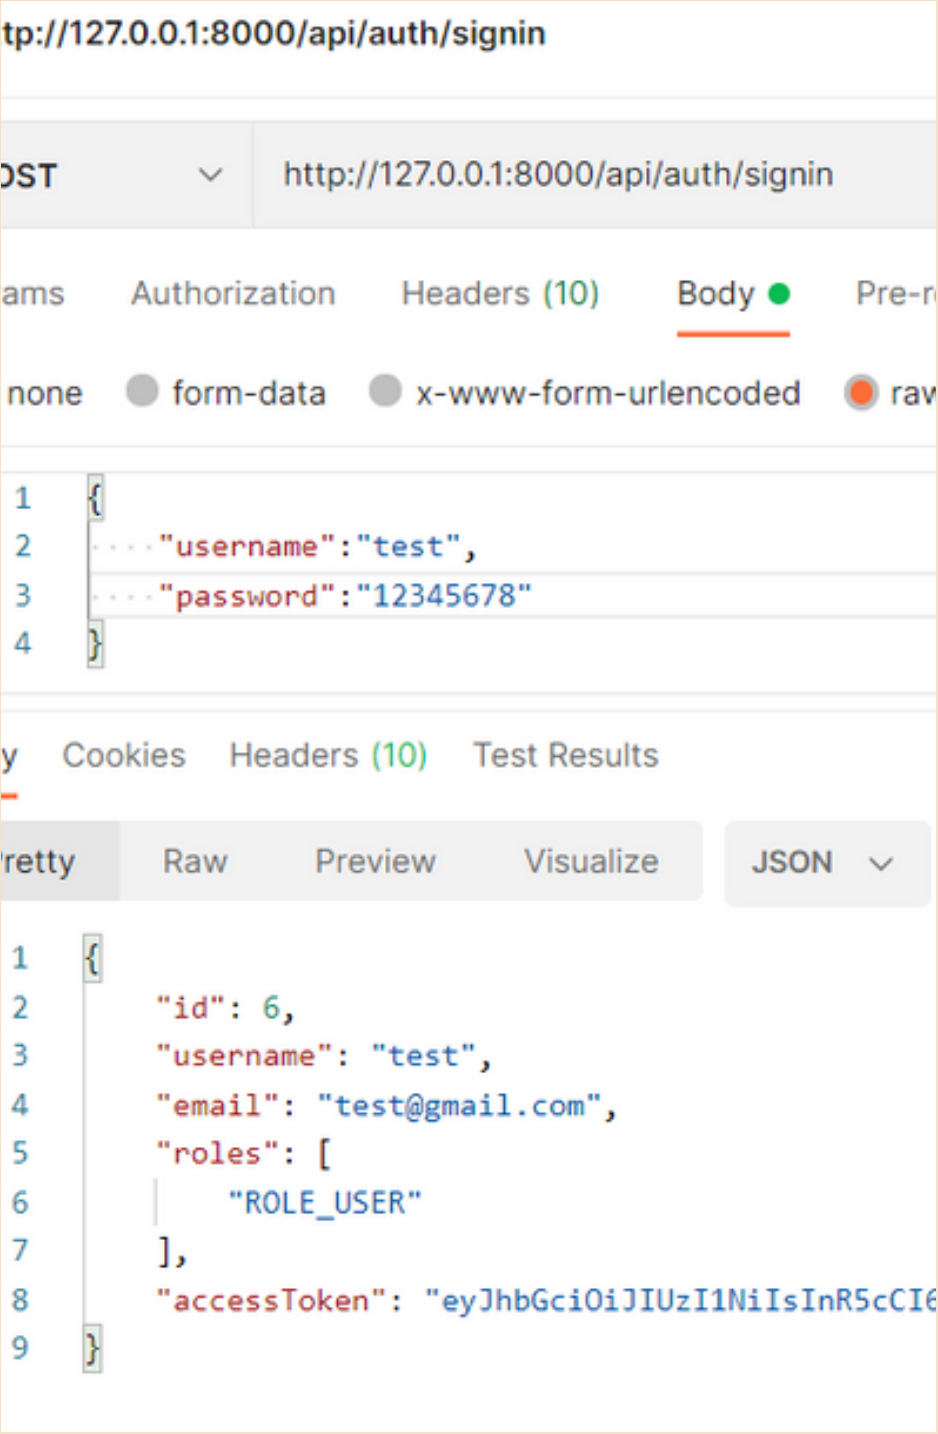 tp://127.0.0.1:8000/api/auth/signin
OST http://127.0.0.1:8000/api/auth/signin
ams Authorization Headers (10) Body Pre-r
none form-data x-www-form-urlencoded raw
1 {
2 "username":"test",
3 "password":"12345678"
4 }
y Cookies Headers (10) Test Results
retty Raw Preview Visualize JSON
1 {
2 "id": 6,
3 "username": "test",
4 "email": "test@gmail.com",
5 "roles": [
6 "ROLE_USER"
7 ],
8 "accessToken": "eyJhbGciOiJIUzI1NiIsInR5cCI6
9 }